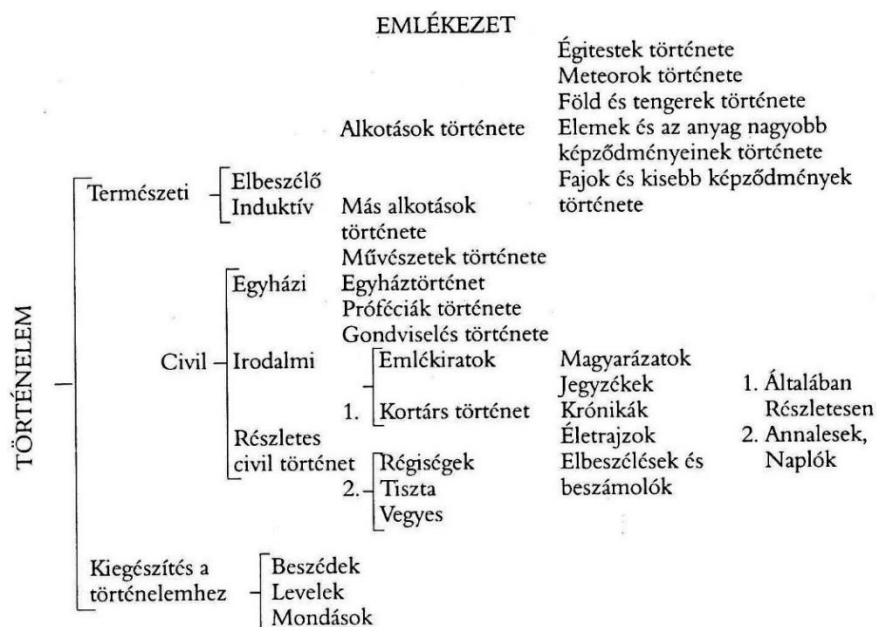 EMLÉKEZET
Égitestek története
Meteorok története
Föld és tengerek története
Alkotások története
Elemek és az anyag nagyobb
képződményeinek története
Fajok és kisebb képződmények
története
Természeti
Elbeszélő
Induktív
Más alkotások
története
Művészetek története
Egyházi
Egyháztörténet
Próféciák története
Gondviselés története
TÖRTÉNELEM
Civil
Irodalmi
Emlékiratok
Magyarázatok
Jegyzékek
1. Általában
1. Kortárs történet
Krónikák
Részletesen
Részletes
civil történet
Életrajzok
2. Annalesek,
Naplók
Régiségek
Elbeszélések és
beszámolók
2. Tiszta
Vegyes
Kiegészítés a
történelemhez
Beszédek
Levelek
Mondások